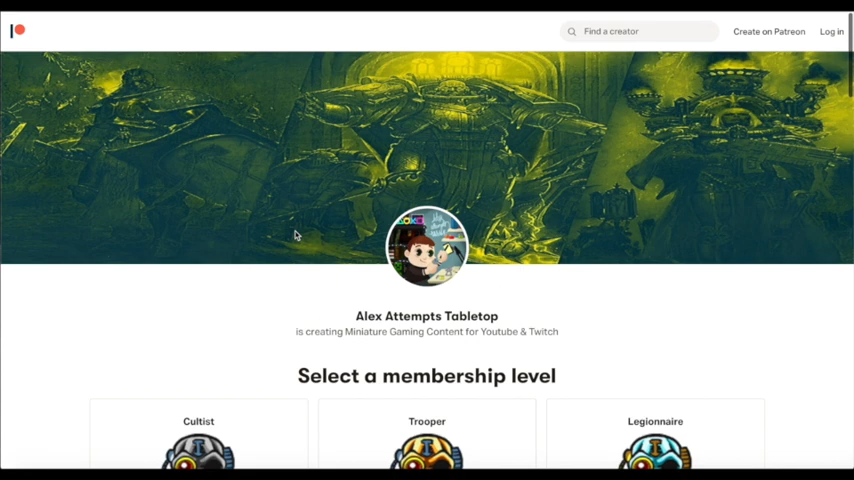 Find a creator
Create on Patreon
Log in
Alex Attempts Tabletop
is creating Miniature Gaming Content for Youtube & Twitch
Select a membership level
Cultist
Trooper
Legionnaire